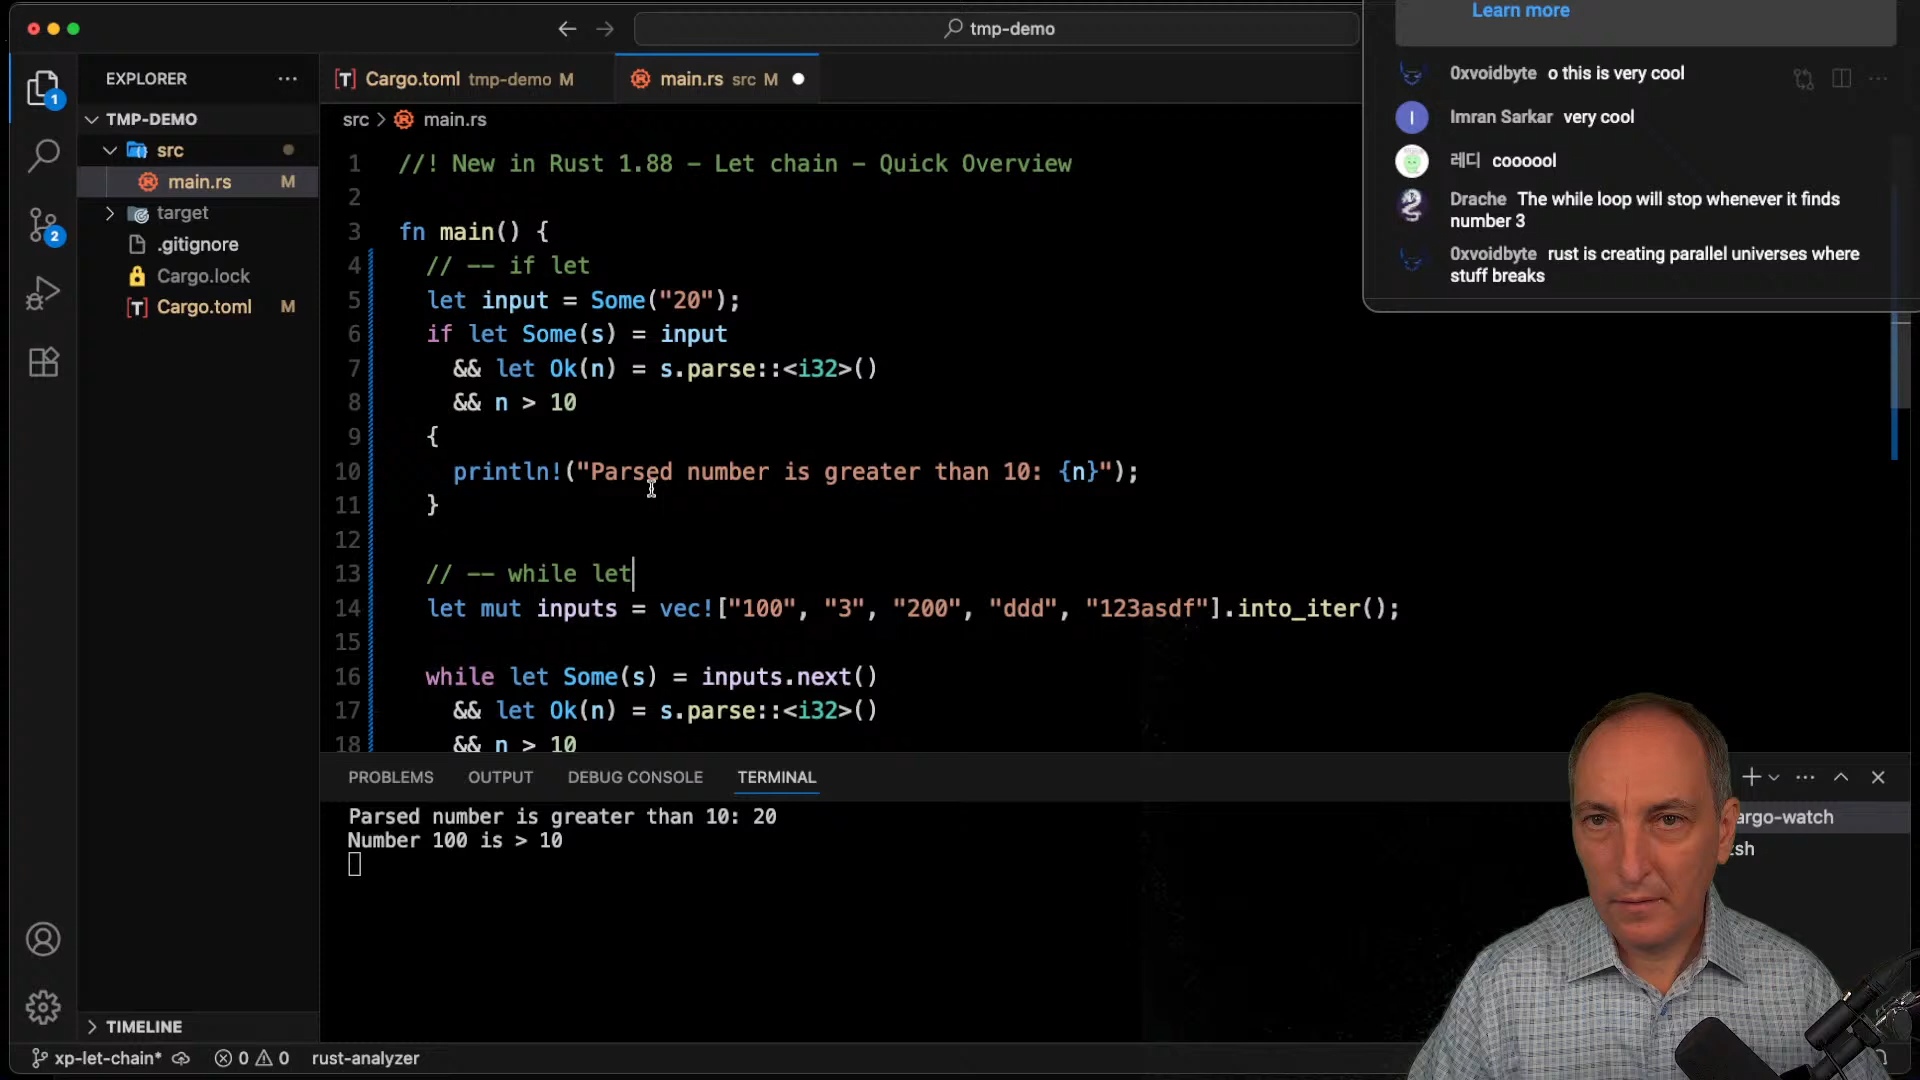 tmp-demo
Learn more
0xvoidbyte o this is very cool
Imran Sarkar very cool
레디 coooool
Drache The while loop will stop whenever it finds
number 3
0xvoidbyte rust is creating parallel universes where
stuff breaks
EXPLORER
TMP-DEMO
src
main.rs M
target
.gitignore
Cargo.lock
Cargo.toml M
TIMELINE
1
2
Cargo.toml tmp-demo M
main.rs src M
src > main.rs
1 //! New in Rust 1.88 – Let chain – Quick Overview
2
3 fn main() {
4 // -- if let
5 let input = Some("20");
6 if let Some(s) = input
7 && let Ok(n) = s.parse::<i32>()
8 && n > 10
9 {
10 println!("Parsed number is greater than 10: {n}");
11 }
12
13 // -- while let
14 let mut inputs = vec!["100", "3", "200", "ddd", "123asdf"].into_iter();
15
16 while let Some(s) = inputs.next()
17 && let Ok(n) = s.parse::<i32>()
18 && n > 10
PROBLEMS OUTPUT DEBUG CONSOLE TERMINAL
Parsed number is greater than 10: 20
Number 100 is > 10
argo-watch
sh
xp-let-chain* 0 0 rust-analyzer